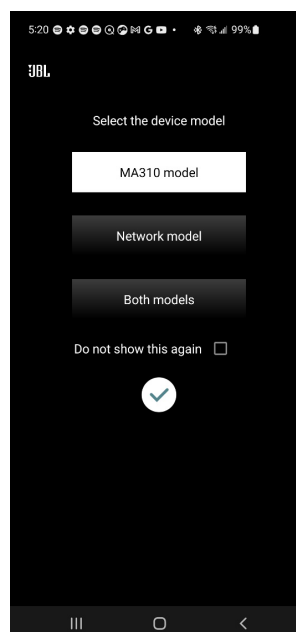 5:20 99%
JBL
Select the device model
MA310 model
Network model
Both models
Do not show this again